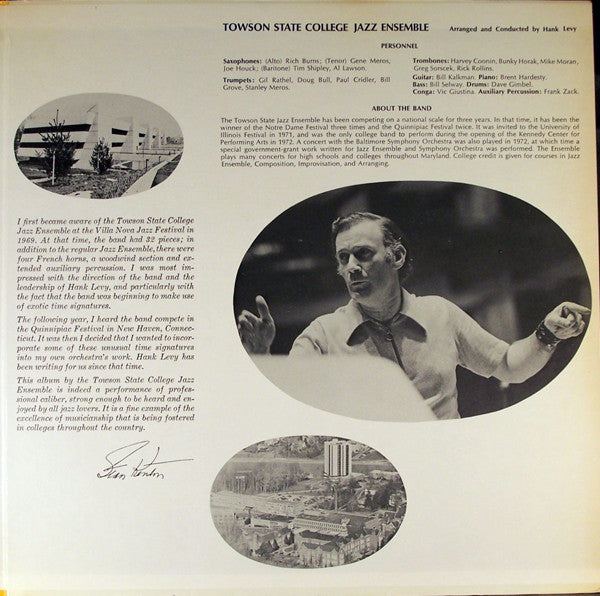 TOWSON STATE COLLEGE JAZZ ENSEMBLE Arranged and Conducted by Hank Levy
PERSONNEL
Saxophones: (Alto) Rich Burns; (Tenor) Gene Meros,
Joe Houck; (Baritone) Tim Shipley, Al Lawson.
Trumpets: Gil Rathel, Doug Bull, Paul Cridler, Bill
Grove, Stanley Meros.
Trombones: Harvey Coonin, Bunky Horak, Mike Moran,
Greg Sorscek, Rick Rollins.
Guitar: Bill Kalkman. Piano: Brent Hardesty.
Bass: Bill Selway. Drums: Dave Gimbel.
Conga: Vic Giustina. Auxiliary Percussion: Frank Zack.
ABOUT THE BAND
The Towson State Jazz Ensemble has been competing on a national scale for three years. In that time, it has been the
winner of the Notre Dame Festival three times and the Quinnipiac Festival twice. It was invited to the University of
Illinois Festival in 1971, and was the only college band to perform during the opening of the Kennedy Center for
Performing Arts in 1972. A concert with the Baltimore Symphony Orchestra was also played in 1972, at which time a
special government-grant work written for Jazz Ensemble and Symphony Orchestra was performed. The Ensemble
plays many concerts for high schools and colleges throughout Maryland. College credit is given for courses in Jazz
Ensemble, Composition, Improvisation, and Arranging.
I first became aware of the Towson State College
Jazz Ensemble at the Villa Nova Jazz Festival in
1969. At that time, the band had 32 pieces; in
addition to the regular Jazz Ensemble, there were
four French horns, a woodwind section and ex-
tended auxiliary percussion. I was most im-
pressed with the direction of the band and the
leadership of Hank Levy, and particularly with
the fact that the band was beginning to make use
of exotic time signatures.
The following year, I heard the band compete in
the Quinnipiac Festival in New Haven, Connec-
ticut. It was then I decided that I wanted to incor-
porate some of these unusual time signatures
into my own orchestra's work. Hank Levy has
been writing for us since that time.
This album by the Towson State College Jazz
Ensemble is indeed a performance of profes-
sional caliber, strong enough to be heard and en-
joyed by all jazz lovers. It is a fine example of the
excellence of musicianship that is being fostered
in colleges throughout the country.
Stan Kenton